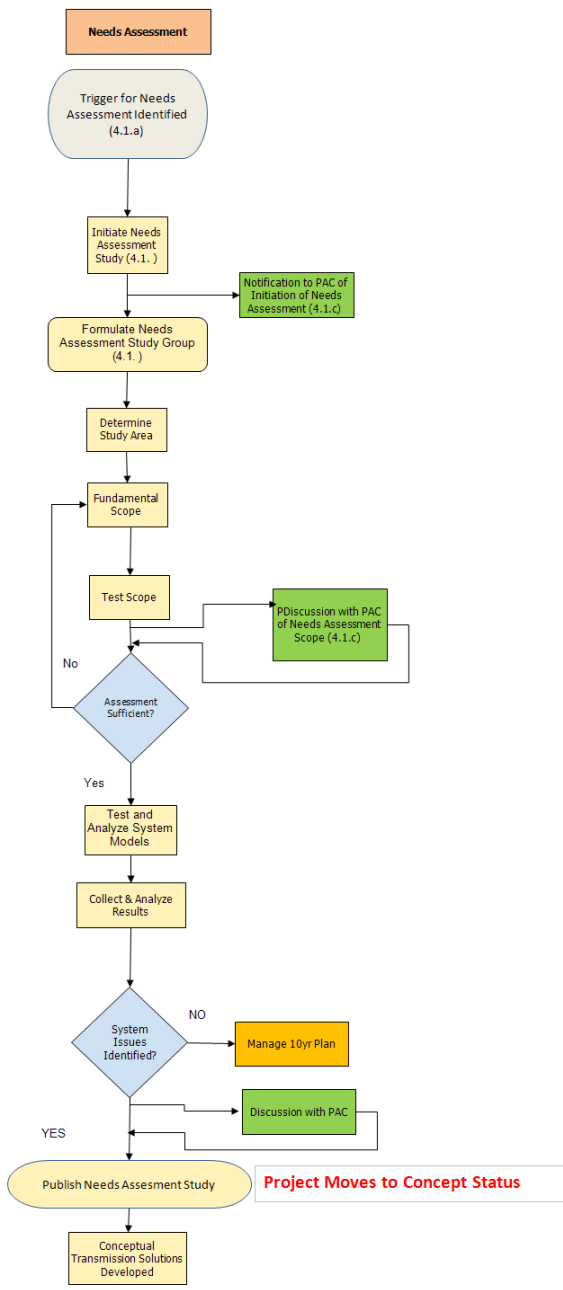 Needs Assessment
Trigger for Needs
Assessment Identified
(4.1.a)
Initiate Needs
Assessment
Study (4.1. )
Notification to PAC of
Initiation of Needs
Assessment (4.1.c)
Formulate Needs
Assessment Study Group
(4.1. )
Determine
Study Area
Fundamental
Scope
Test Scope
PDiscussion with PAC
of Needs Assessment
Scope (4.1.c)
No
Assessment
Sufficient?
Yes
Test and
Analyze System
Models
Collect & Analyze
Results
NO
System
Issues
Identified?
Manage 10yr Plan
Discussion with PAC
YES
Publish Needs Assesment Study
Project Moves to Concept Status
Conceptual
Transmission Solutions
Developed